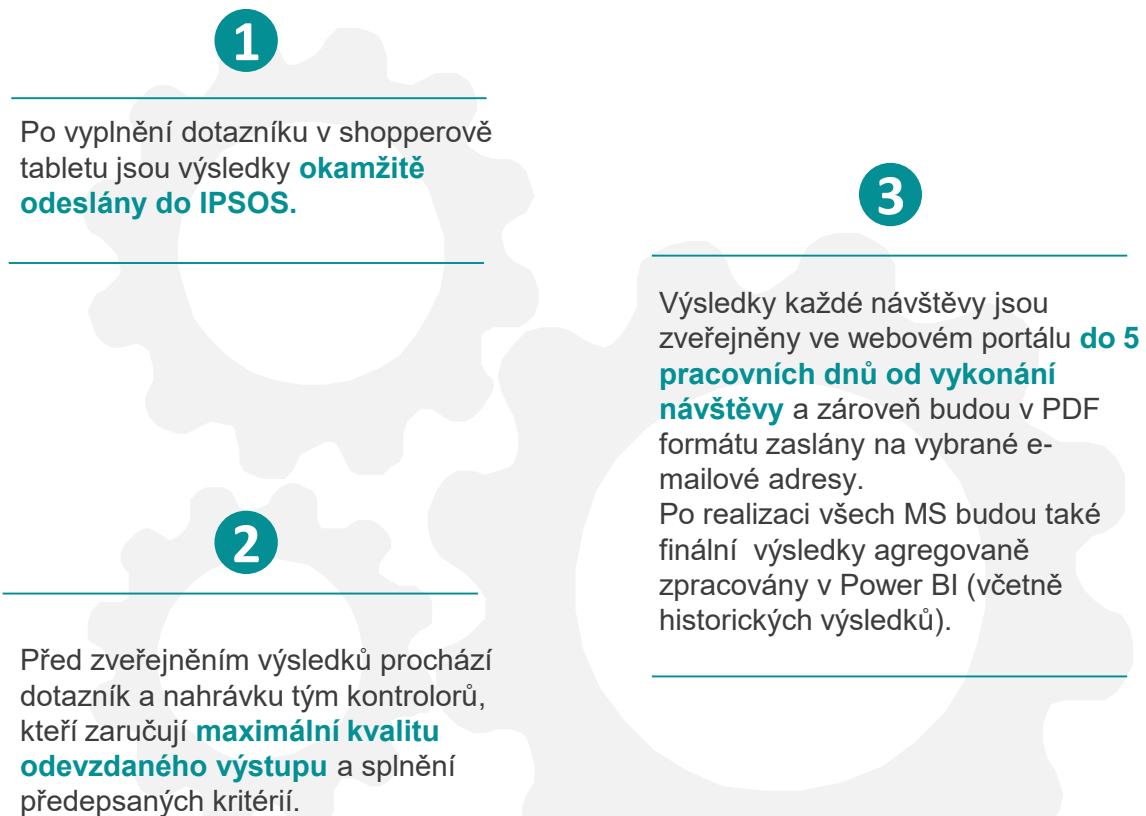 1
Po vyplnění dotazníku v shopperově
tabletu jsou výsledky okamžitě
odeslány do IPSOS.
2
Před zveřejněním výsledků prochází
dotazník a nahrávku tým kontrolorů,
kteří zaručují maximální kvalitu
odevzdaného výstupu a splnění
předepsaných kritérií.
3
Výsledky každé návštěvy jsou
zveřejněny ve webovém portálu do 5
pracovních dnů od vykonání
návštěvy a zároveň budou v PDF
formátu zaslány na vybrané e-
mailové adresy.
Po realizaci všech MS budou také
finální  výsledky agregovaně
zpracovány v Power BI (včetně
historických výsledků).